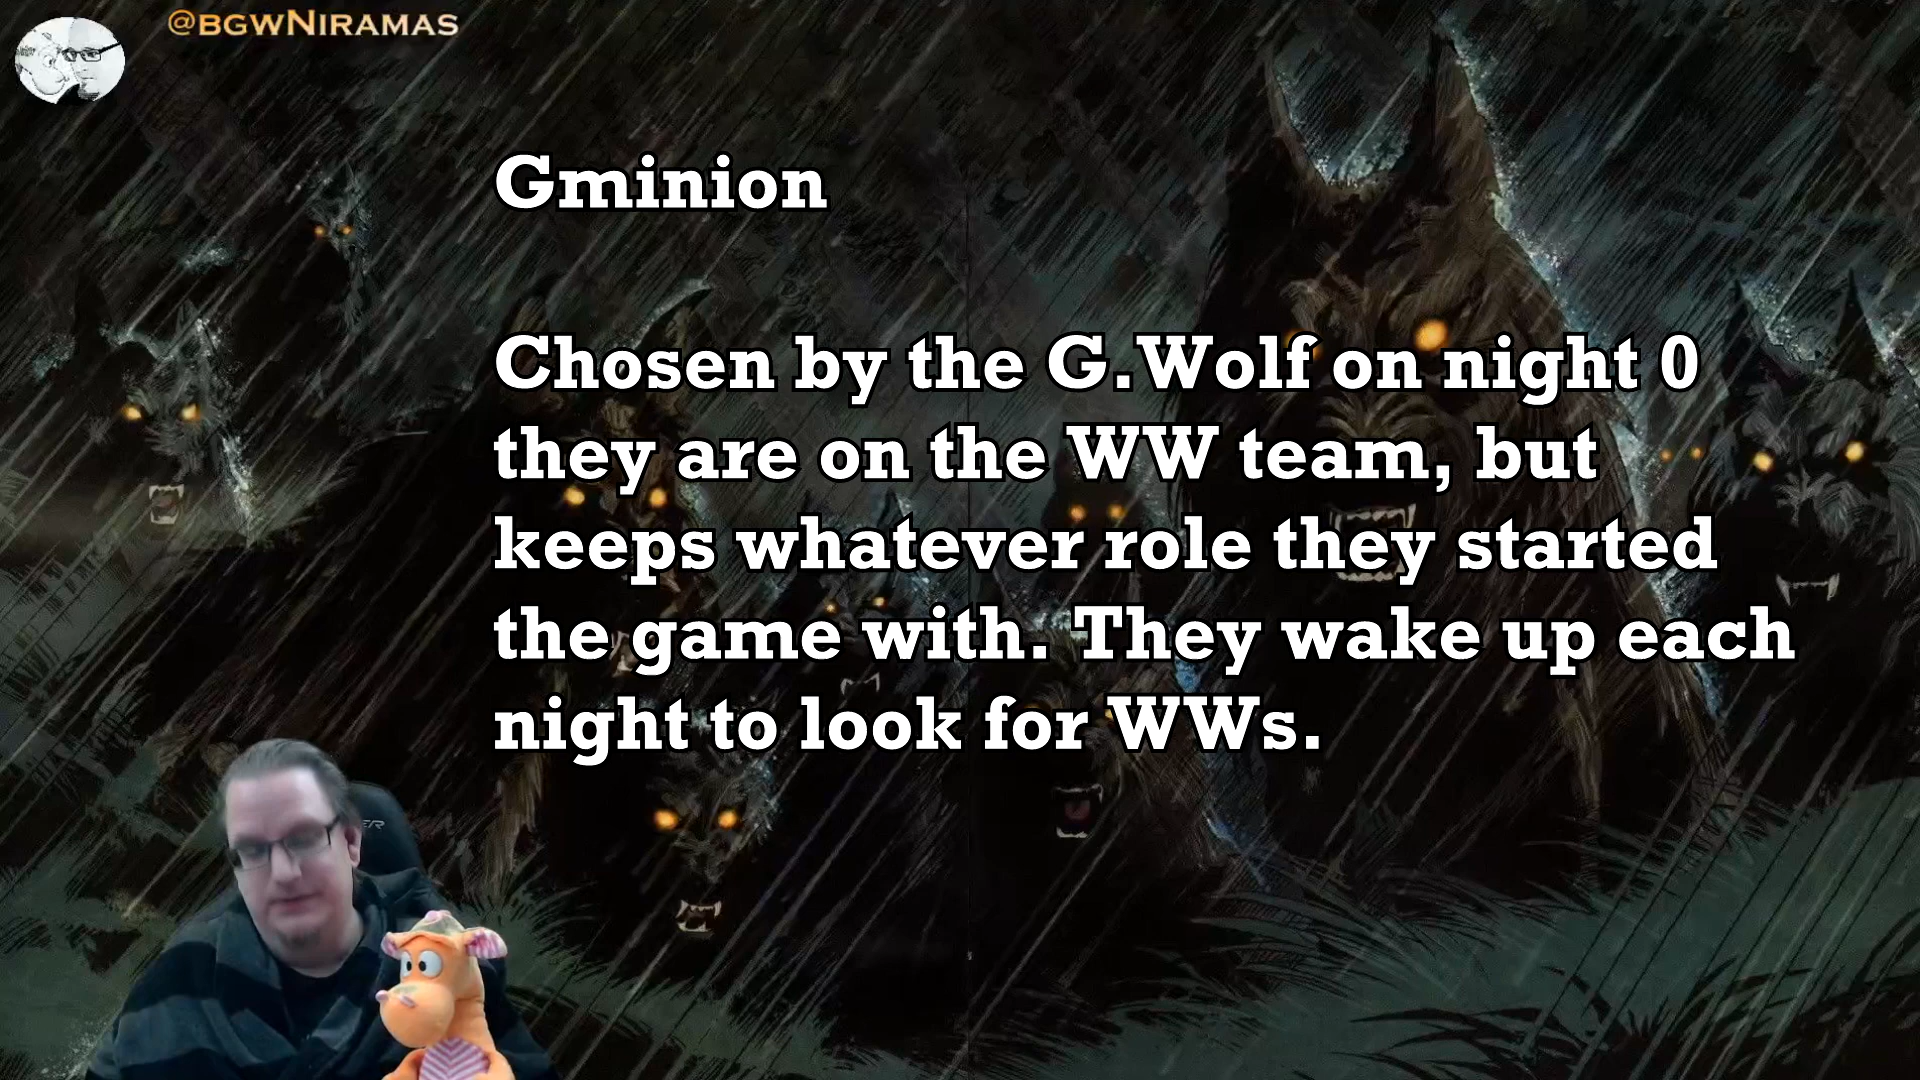 @BGWNIRAMAS
Gminion
Chosen by the G.Wolf on night 0
they are on the WW team, but
keeps whatever role they started
the game with. They wake up each
night to look for WWs.